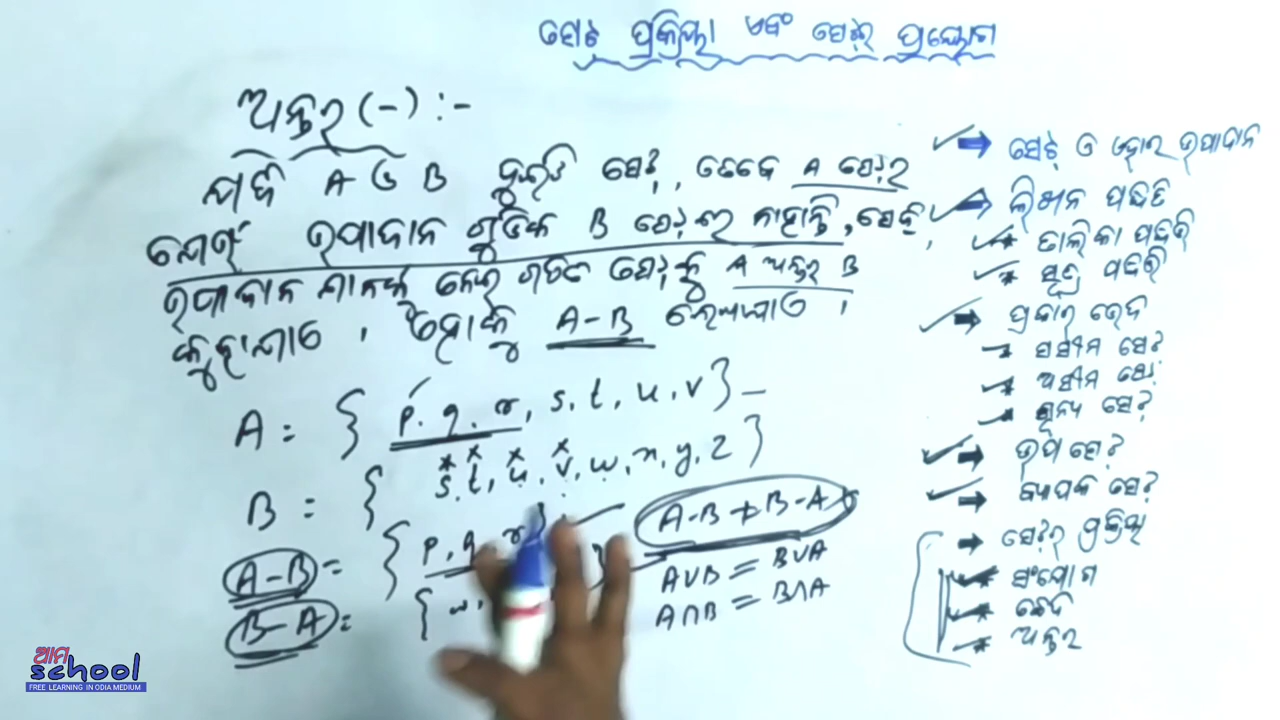 ସେଟ୍ ପ୍ରକ୍ରିୟା ଏବଂ ସେଟ୍‌ର ପ୍ରୟୋଗ
ଅନ୍ତର (-) :-
ଯଦି A ଓ B ଦୁଇଟି ସେଟ୍, ତେବେ A ସେଟ୍‌ର
ଯେଉଁ ଉପାଦାନ ଗୁଡିକ B ସେଟ୍‌ରେ ନାହାନ୍ତି, ସେହି
ଉପାଦାନ ମାନଙ୍କୁ ନେଇ ଗଠିତ ସେଟ୍‌କୁ A ଅନ୍ତର B
କୁହାଯାଏ । ଏହାକୁ A-B ଲେଖାଯାଏ ।
A = { p, q, r, s, t, u, v }
B = { s, t, u, v, w, x, y, z }
A-B = { p, q, r }
B-A = {
A-B ≠ B-A
A∪B = B∪A
A∩B = B∩A
ସେଟ୍ ଓ ଏହାର ଉପାଦାନ
ଲିଖନ ପଦ୍ଧତି
* ତାଲିକା ପଦ୍ଧତି
* ସୂତ୍ର ପଦ୍ଧତି
ପ୍ରକାର ଭେଦ
ସସୀମ ସେଟ୍
ଅସୀମ ସେଟ୍
ଶୂନ୍ୟ ସେଟ୍
ଉପ ସେଟ୍
ବ୍ୟାପକ ସେଟ୍
ସେଟ୍‌ର ପ୍ରକ୍ରିୟା
* ସଂଯୋଗ
* ଛେଦ
* ଅନ୍ତର
ଆମ
school
FREE LEARNING IN ODIA MEDIUM